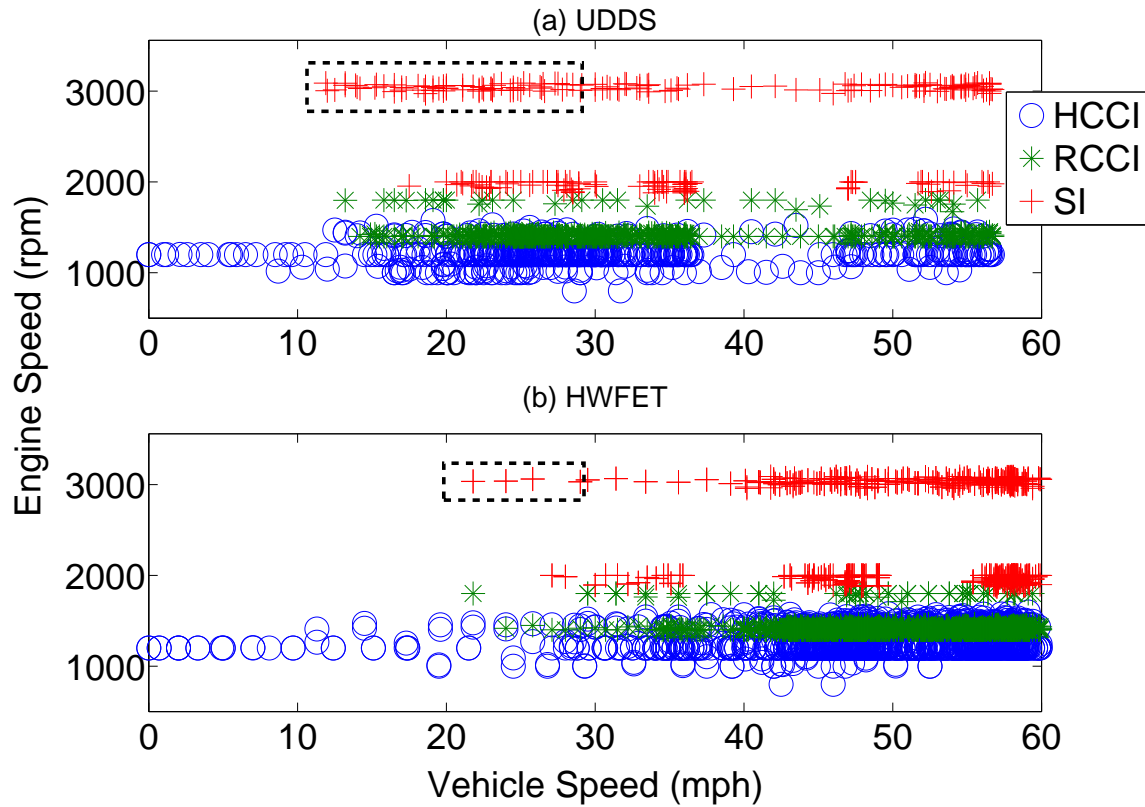 (a) UDDS
3000
2000
1000
0 10 20 30 40 50 60
HCCI
RCCI
SI
Engine Speed (rpm)
(b) HWFET
3000
2000
1000
0 10 20 30 40 50 60
Vehicle Speed (mph)